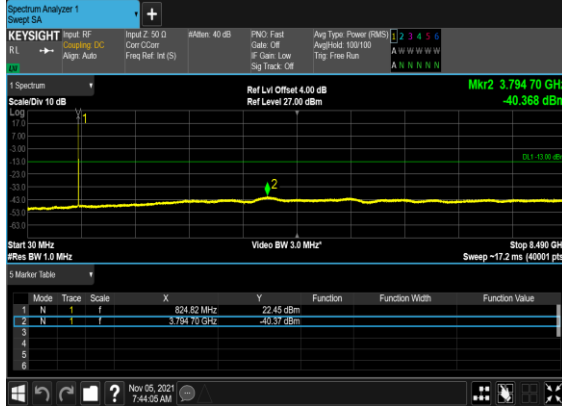 Spectrum Analyzer 1
Swept SA
+
KEYSIGHT Input: RF Input Z: 50 Ω #Atten: 40 dB PNO: Fast Avg Type: Power (RMS) 1 2 3 4 5 6
RL Coupling: DC Corr CCorr Gate: Off Avg|Hold: 100/100 A W W W W W
Align: Auto Freq Ref: Int (S) IF Gain: Low Trig: Free Run
Sig Track: Off A N N N N N
1 Spectrum Ref Lvl Offset 4.00 dB Mkr2 3.794 70 GHz
Scale/Div 10 dB Ref Level 27.00 dBm -40.368 dBm
Log
17.0 1
7.00
-3.00
-13.0 DL1 -13.00 dBm
-23.0
-33.0 2
-43.0
-53.0
-63.0
Start 30 MHz Video BW 3.0 MHz* Stop 8.490 GHz
#Res BW 1.0 MHz Sweep ~17.2 ms (40001 pts)
5 Marker Table
Mode Trace Scale X Y Function Function Width Function Value
1 N 1 f 824.82 MHz 22.45 dBm
2 N 1 f 3.794 70 GHz -40.37 dBm
3
4
5
6
? Nov 05, 2021
7:44:05 AM